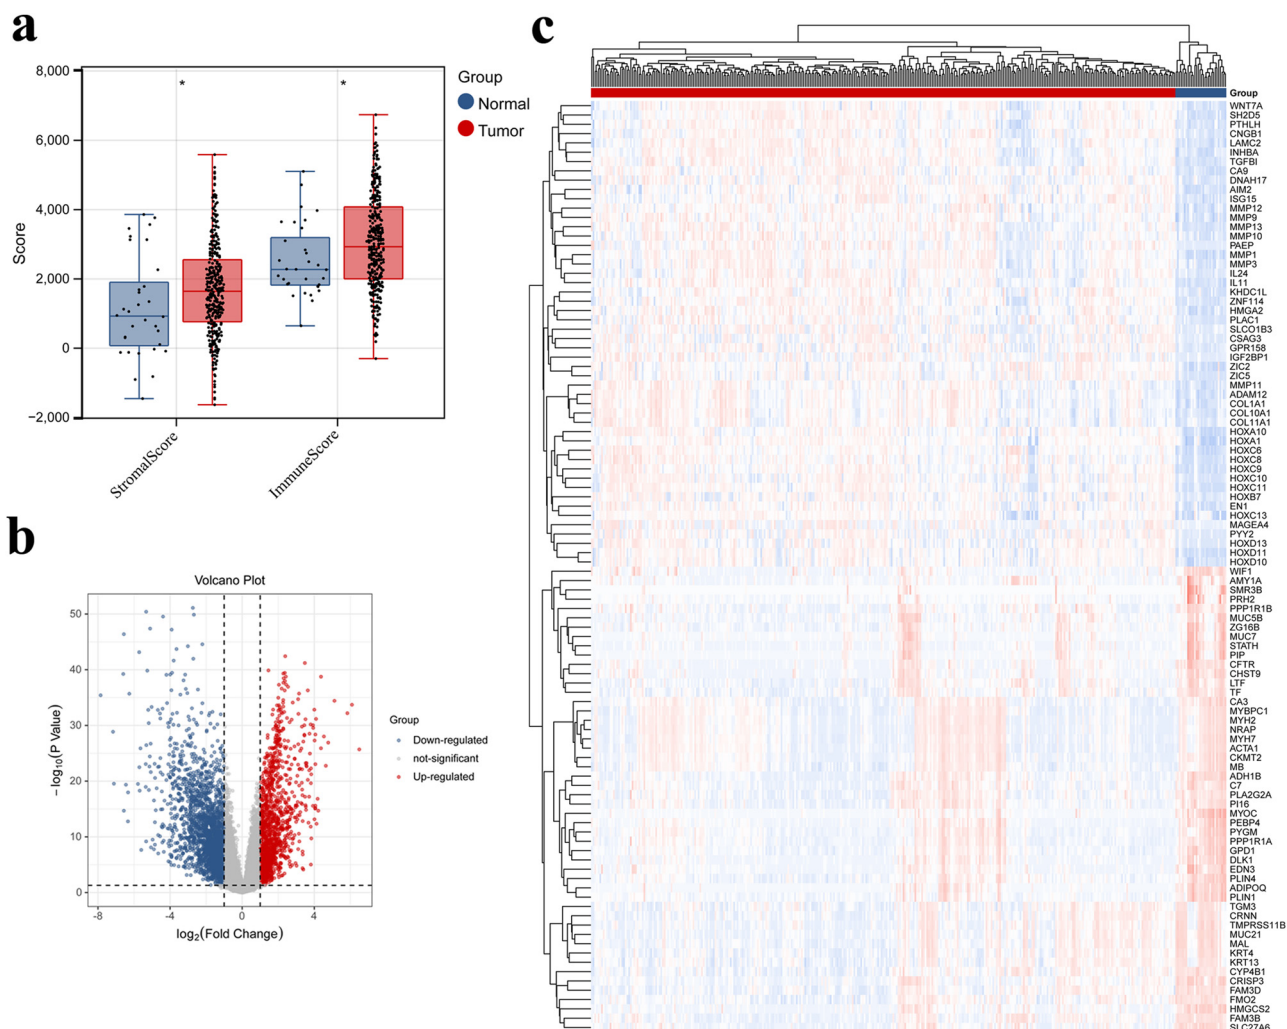 a
8,000
6,000
4,000
2,000
0
−2,000
Score
*
*
StromalScore
ImmuneScore
Group
Normal
Tumor
b
Volcano Plot
50
40
30
20
10
0
−log10(P Value)
-8
-4
0
4
log2(Fold Change)
Group
Down-regulated
not-significant
Up-regulated
c
Group
WNT7A
SH2D5
PTHLH
CNGB1
LAMC2
INHBA
TGFBI
CA9
DNAH17
AIM2
ISG15
MMP12
MMP9
MMP13
MMP10
PAEP
MMP1
MMP3
IL24
IL11
KHDC1L
ZNF114
HMGA2
PLAC1
SLCO1B3
CSAG3
GPR158
IGF2BP1
ZIC2
ZIC5
MMP11
ADAM12
COL1A1
COL10A1
COL11A1
HOXA10
HOXA1
HOXC6
HOXC8
HOXC9
HOXC10
HOXC11
HOXB7
EN1
HOXC13
MAGEA4
PYY2
HOXD13
HOXD11
HOXD10
WIF1
AMY1A
SMR3B
PRH2
PPP1R1B
MUC5B
ZG16B
MUC7
STATH
PIP
CFTR
CHST9
LTF
TF
CA3
MYBPC1
MYH2
NRAP
MYH7
ACTA1
CKMT2
MB
ADH1B
C7
PLA2G2A
PI16
MYOC
PEBP4
PYGM
PPP1R1A
GPD1
DLK1
EDN3
PLIN4
ADIPOQ
PLIN1
TGM3
CRNN
TMPRSS11B
MUC21
MAL
KRT4
KRT13
CYP4B1
CRISP3
FAM3D
FMO2
HMGCS2
FAM3B
SLC27A6